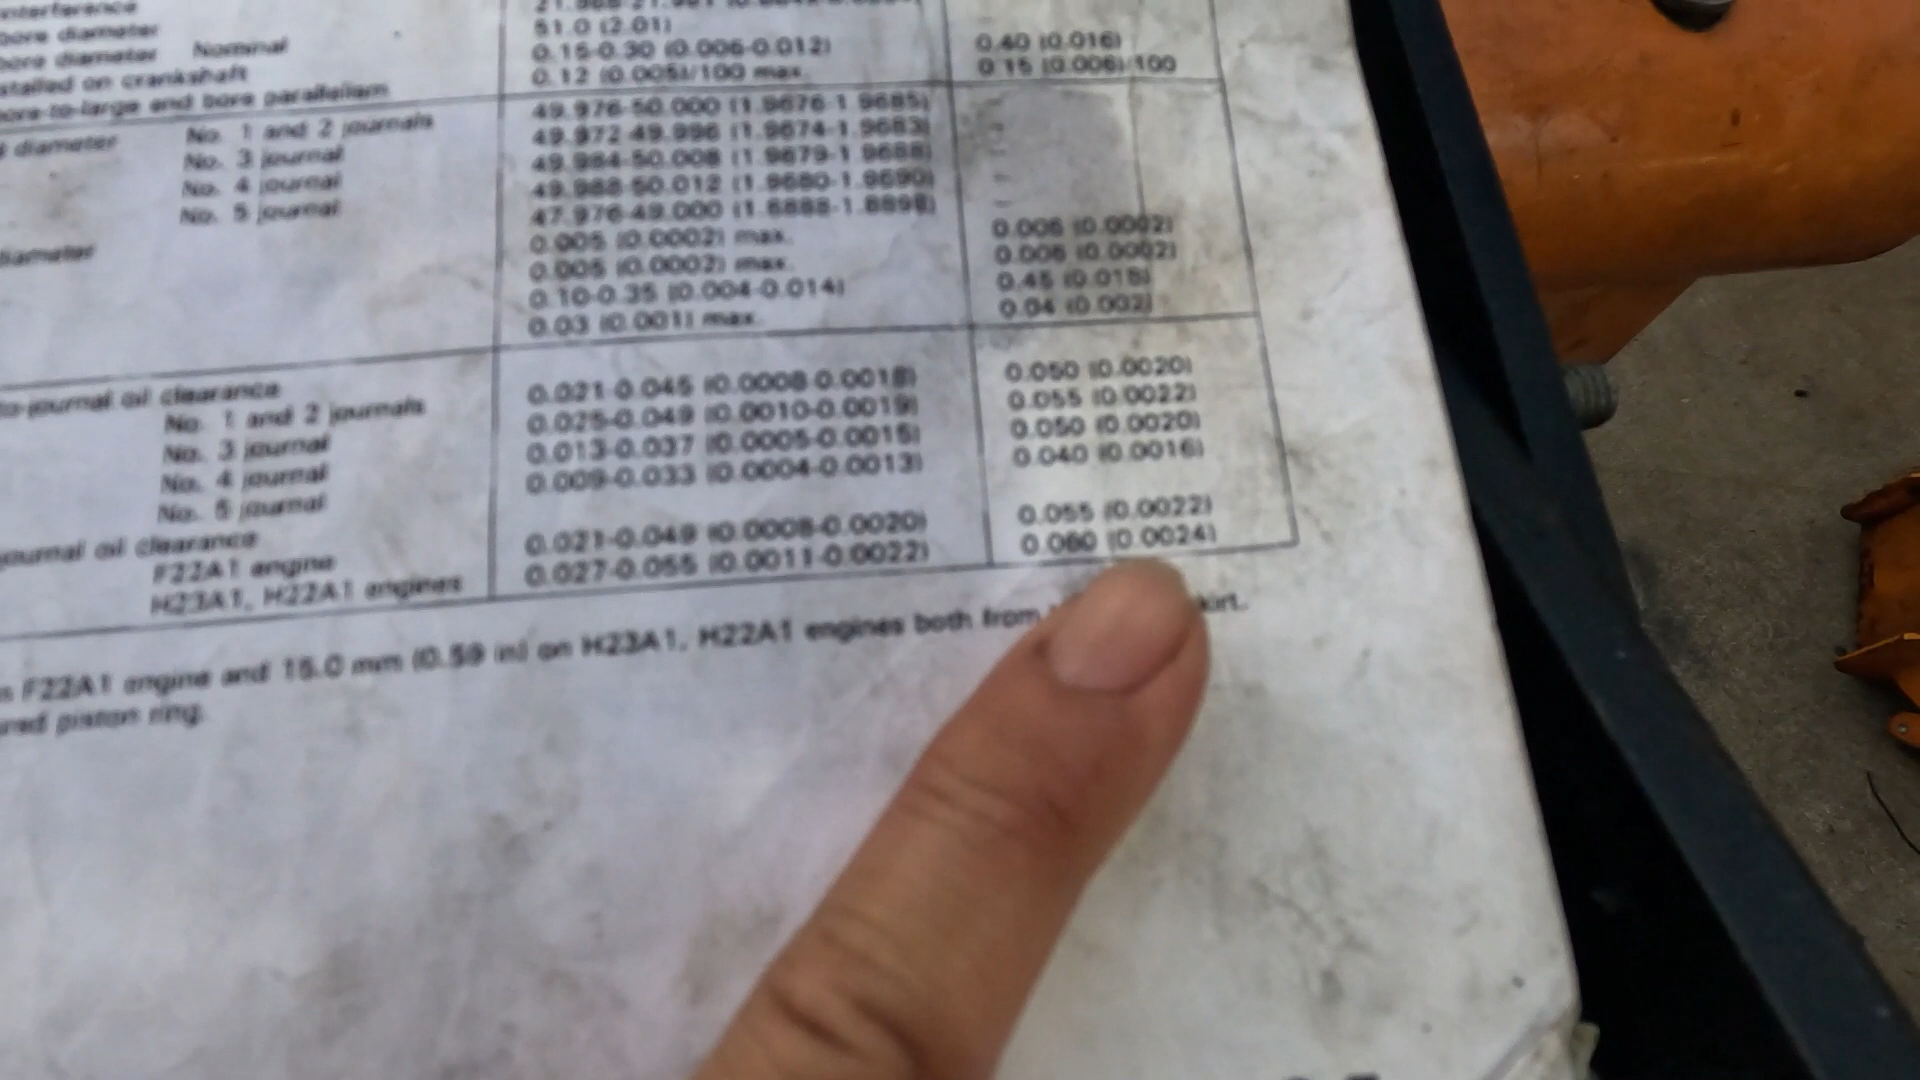 interference
bore diameter 51.0 (2.01)
bore diameter Nominal 0.15-0.30 (0.006-0.012) 0.40 (0.016)
stalled on crankshaft 0.12 (0.005)/100 max. 0.15 (0.006)/100
bore-to-large end bore parallelism
diameter No. 1 and 2 journals 49.976-50.000 (1.9676-1.9685) –
No. 3 journal 49.972-49.996 (1.9674-1.9683) –
No. 4 journal 49.984-50.008 (1.9679-1.9688) –
No. 5 journal 49.988-50.012 (1.9680-1.9690) –
diameter 47.976-49.000 (1.8888-1.8898)
0.005 (0.0002) max. 0.006 (0.0002)
0.005 (0.0002) max. 0.006 (0.0002)
0.10-0.35 (0.004-0.014) 0.45 (0.018)
0.03 (0.001) max. 0.04 (0.002)
to-journal oil clearance
No. 1 and 2 journals 0.021-0.045 (0.0008-0.0018) 0.050 (0.0020)
No. 3 journal 0.025-0.049 (0.0010-0.0019) 0.055 (0.0022)
No. 4 journal 0.013-0.037 (0.0005-0.0015) 0.050 (0.0020)
No. 5 journal 0.009-0.033 (0.0004-0.0013) 0.040 (0.0016)
journal oil clearance
F22A1 engine 0.021-0.049 (0.0008-0.0020) 0.055 (0.0022)
H23A1, H22A1 engines 0.027-0.055 (0.0011-0.0022) 0.060 (0.0024)
F22A1 engine and 15.0 mm (0.59 in) on H23A1, H22A1 engines both from
piston ring.